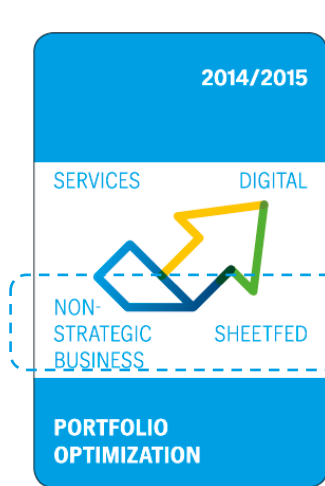 2014/2015
SERVICES DIGITAL
NON-
STRATEGIC SHEETFED
BUSINESS
PORTFOLIO
OPTIMIZATION